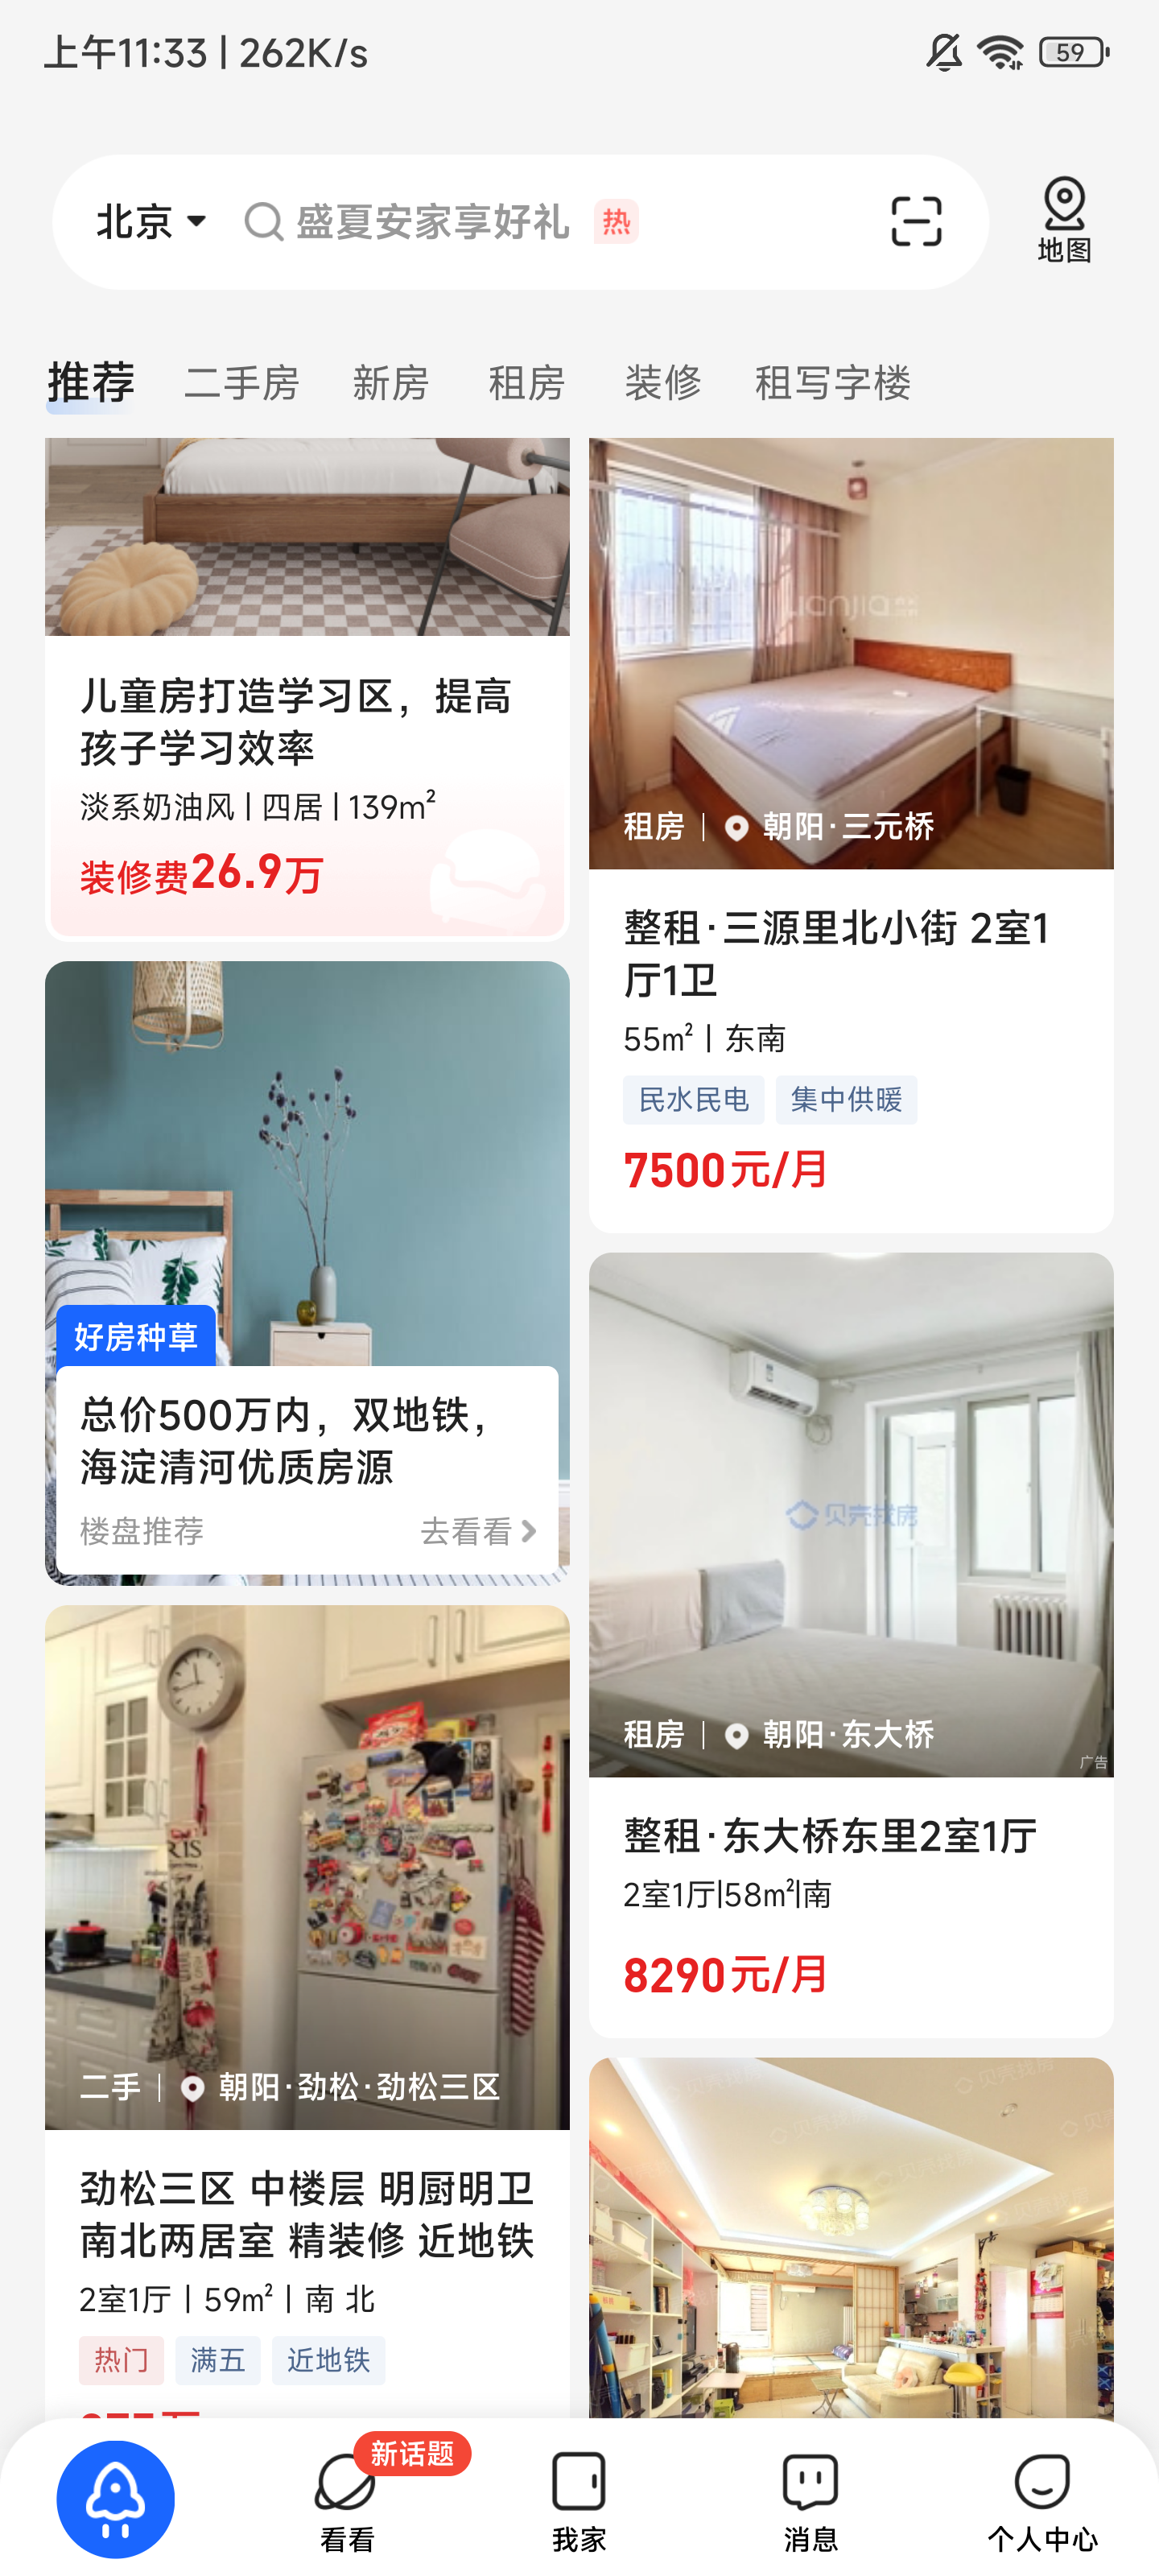 上午11:33 | 262K/s
59
北京
盛夏安家享好礼 热
地图
推荐 二手房 新房 租房 装修 租写字楼
儿童房打造学习区，提高
孩子学习效率
淡系奶油风 | 四居 | 139m²
装修费26.9万
好房种草
总价500万内，双地铁，
海淀清河优质房源
楼盘推荐 去看看
二手 | 朝阳·劲松·劲松三区
劲松三区 中楼层 明厨明卫
南北两居室 精装修 近地铁
2室1厅 | 59m² | 南 北
热门 满五 近地铁
租房 | 朝阳·三元桥
整租·三源里北小街 2室1
厅1卫
55m² | 东南
民水民电 集中供暖
7500元/月
贝壳找房
租房 | 朝阳·东大桥
广告
整租·东大桥东里2室1厅
2室1厅|58m²|南
8290元/月
贝壳找房
新话题
看看
我家
消息
个人中心